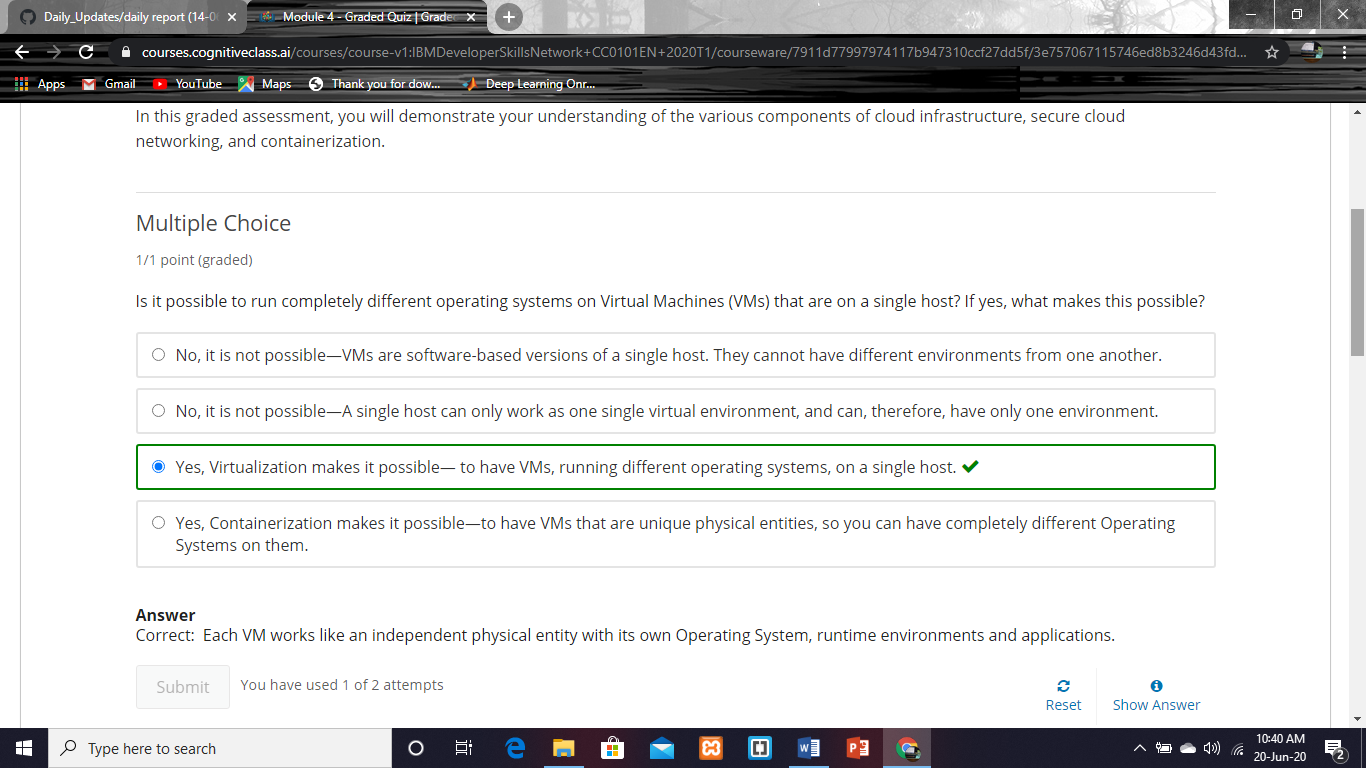 Daily_Updates/daily report (14-0
Module 4 - Graded Quiz | Grade
courses.cognitiveclass.ai/courses/course-v1:IBMDeveloperSkillsNetwork+CC0101EN+2020T1/courseware/7911d77997974117b947310ccf27dd5f/3e757067115746ed8b3246d43fd...
Apps Gmail YouTube Maps Thank you for dow... Deep Learning Onr...
In this graded assessment, you will demonstrate your understanding of the various components of cloud infrastructure, secure cloud
networking, and containerization.
Multiple Choice
1/1 point (graded)
Is it possible to run completely different operating systems on Virtual Machines (VMs) that are on a single host? If yes, what makes this possible?
No, it is not possible—VMs are software-based versions of a single host. They cannot have different environments from one another.
No, it is not possible—A single host can only work as one single virtual environment, and can, therefore, have only one environment.
Yes, Virtualization makes it possible— to have VMs, running different operating systems, on a single host.
Yes, Containerization makes it possible—to have VMs that are unique physical entities, so you can have completely different Operating
Systems on them.
Answer
Correct: Each VM works like an independent physical entity with its own Operating System, runtime environments and applications.
Submit You have used 1 of 2 attempts
Reset Show Answer
Type here to search
10:40 AM
20-Jun-20
2